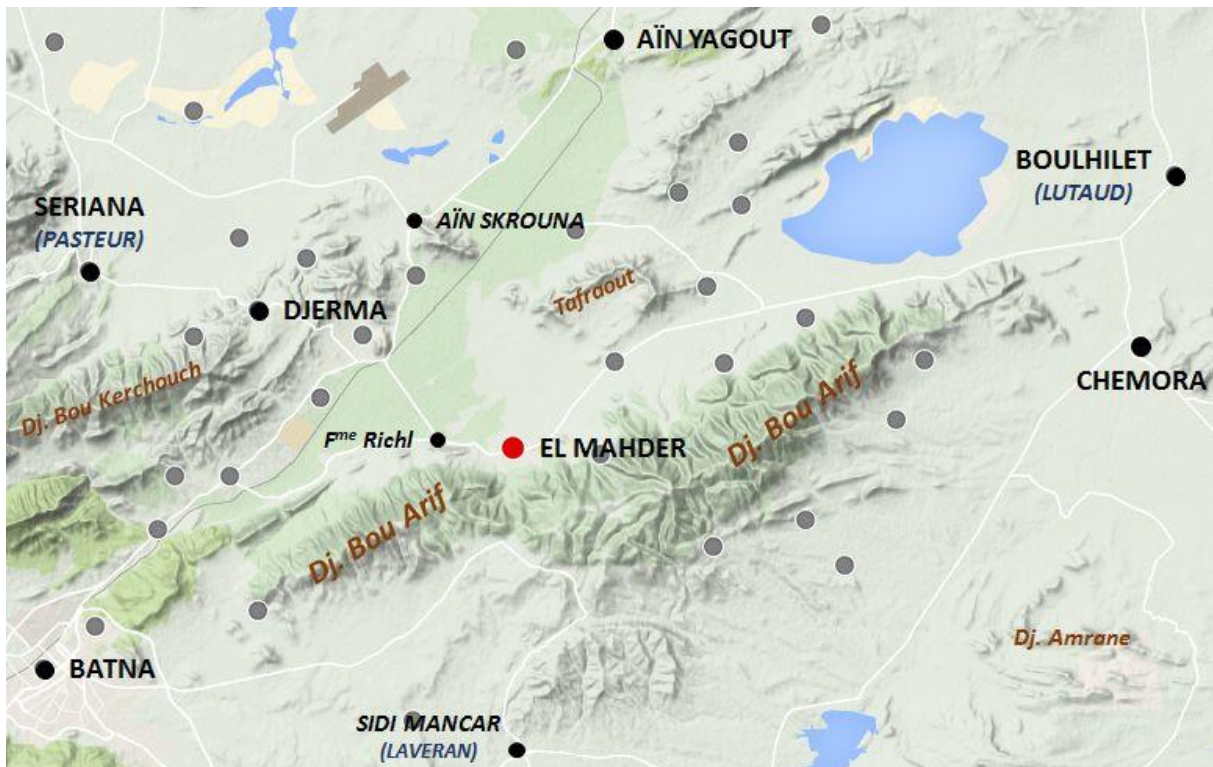 AÏN YAGOUT
BOULHILET
(LUTAUD)
SERIANA
(PASTEUR)
AÏN SKROUNA
Tafraout
DJERMA
CHEMORA
Dj. Bou Kerchouch
Dj. Bou Arif
Fme Richl
EL MAHDER
Dj. Bou Arif
Dj. Amrane
BATNA
SIDI MANCAR
(LAVERAN)